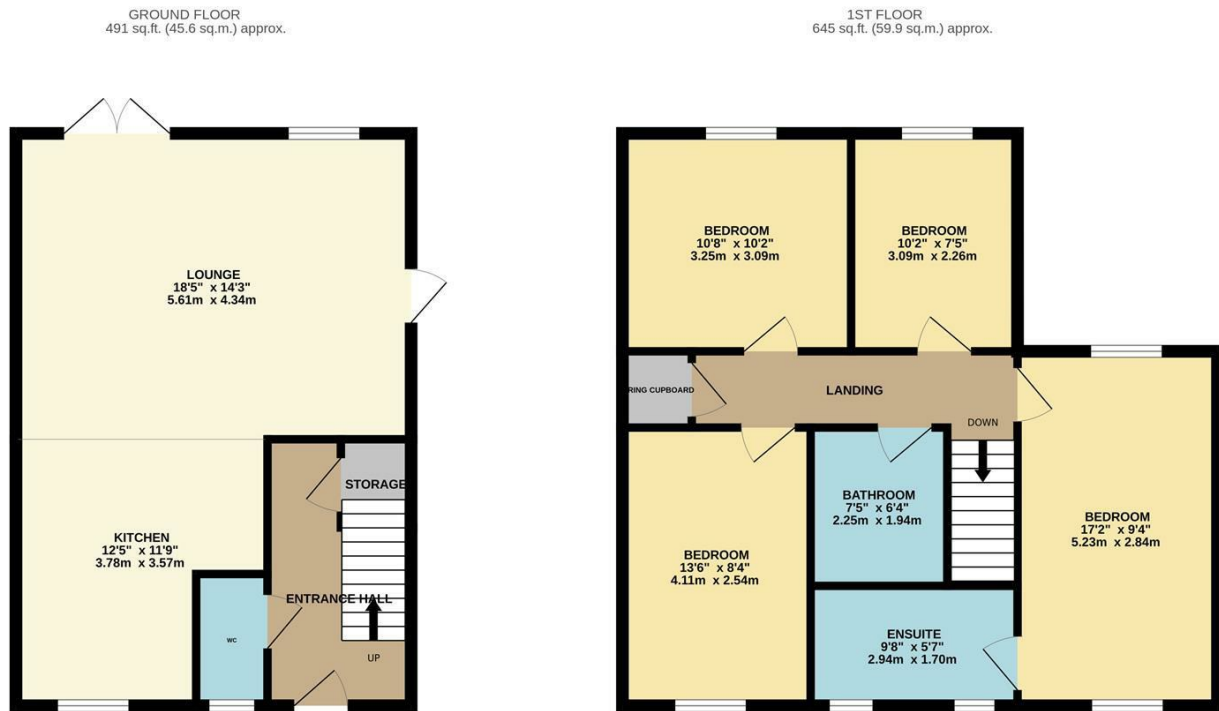 GROUND FLOOR
491 sq.ft. (45.6 sq.m.) approx.
LOUNGE
18'5" x 14'3"
5.61m x 4.34m
STORAGE
KITCHEN
12'5" x 11'9"
3.78m x 3.57m
ENTRANCE HALL
WC
UP
1ST FLOOR
645 sq.ft. (59.9 sq.m.) approx.
BEDROOM
10'8" x 10'2"
3.25m x 3.09m
BEDROOM
10'2" x 7'5"
3.09m x 2.26m
RING CUPBOARD
LANDING
DOWN
BATHROOM
7'5" x 6'4"
2.25m x 1.94m
BEDROOM
17'2" x 9'4"
5.23m x 2.84m
BEDROOM
13'6" x 8'4"
4.11m x 2.54m
ENSUITE
9'8" x 5'7"
2.94m x 1.70m